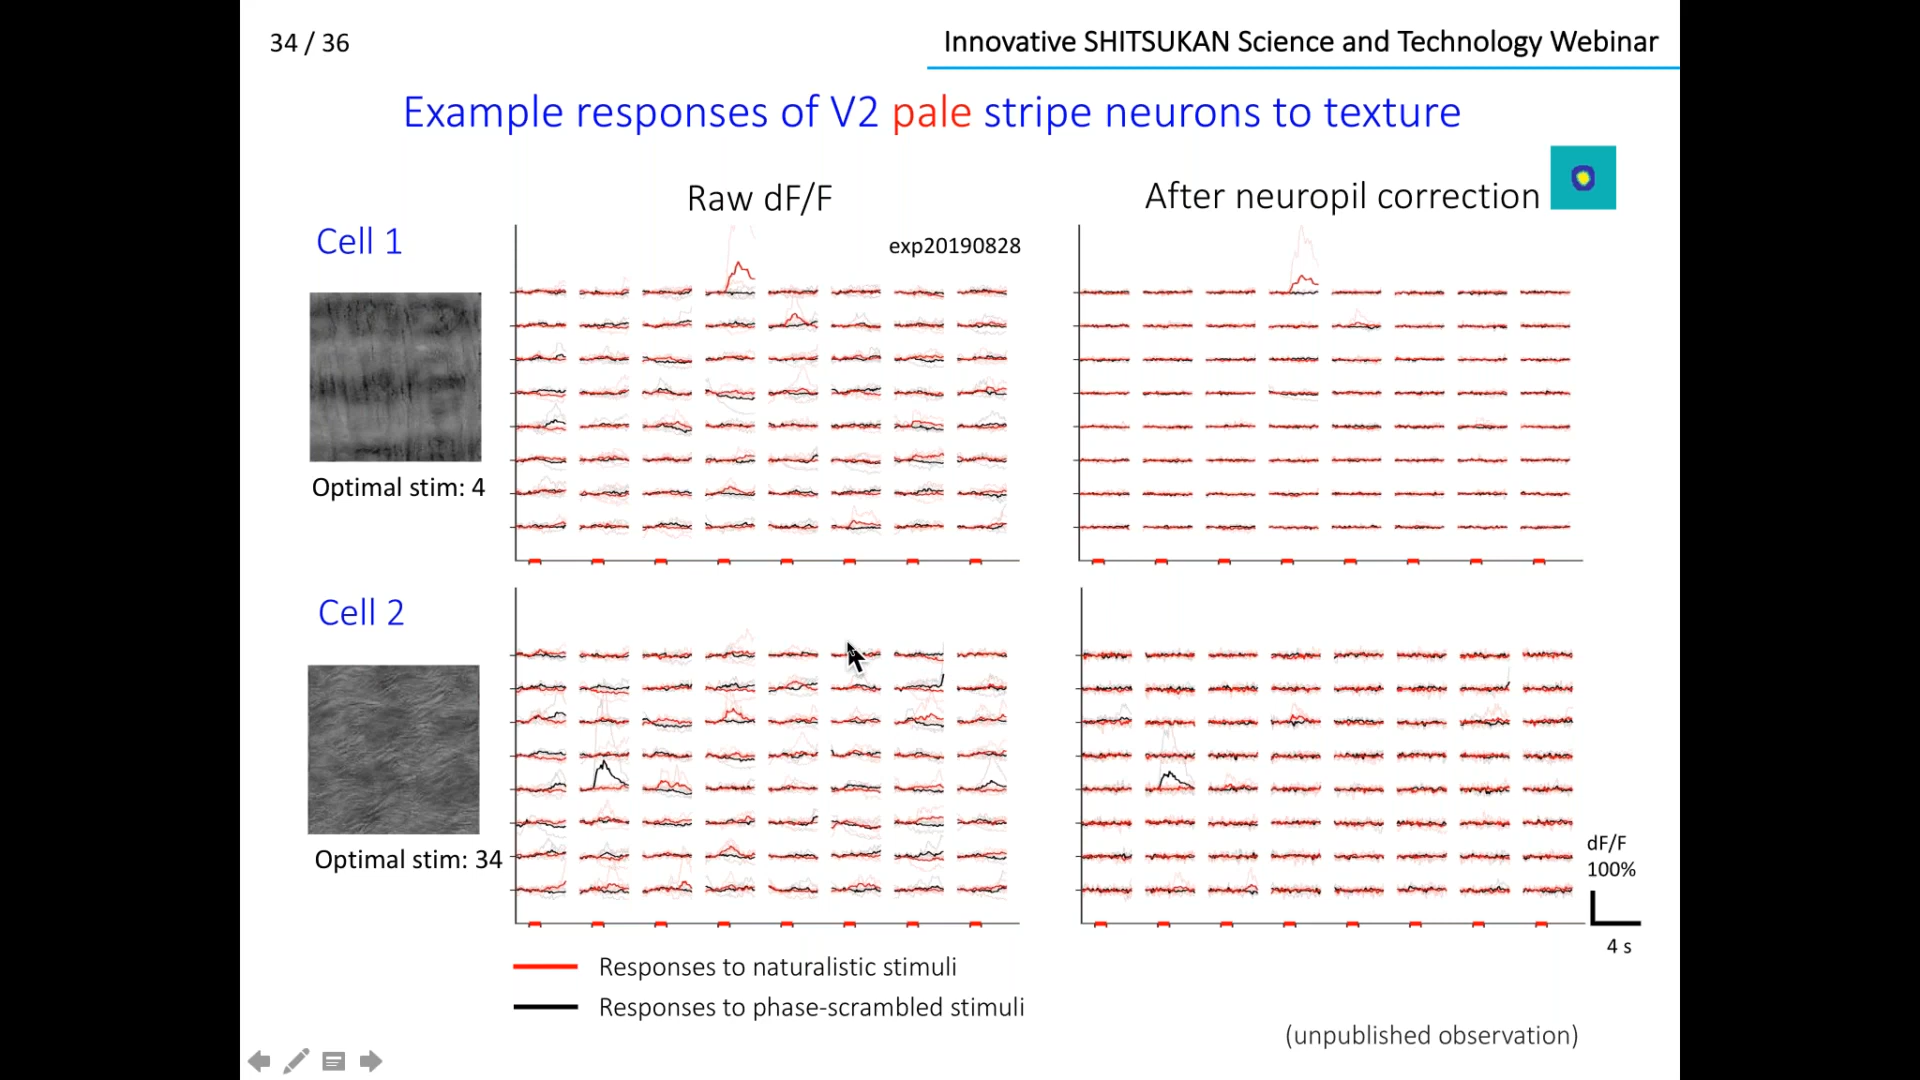 34 / 36
Innovative SHITSUKAN Science and Technology Webinar
Example responses of V2 pale stripe neurons to texture
Raw dF/F
After neuropil correction
Cell 1
exp20190828
Optimal stim: 4
Cell 2
Optimal stim: 34
dF/F
100%
4 s
Responses to naturalistic stimuli
Responses to phase-scrambled stimuli
(unpublished observation)